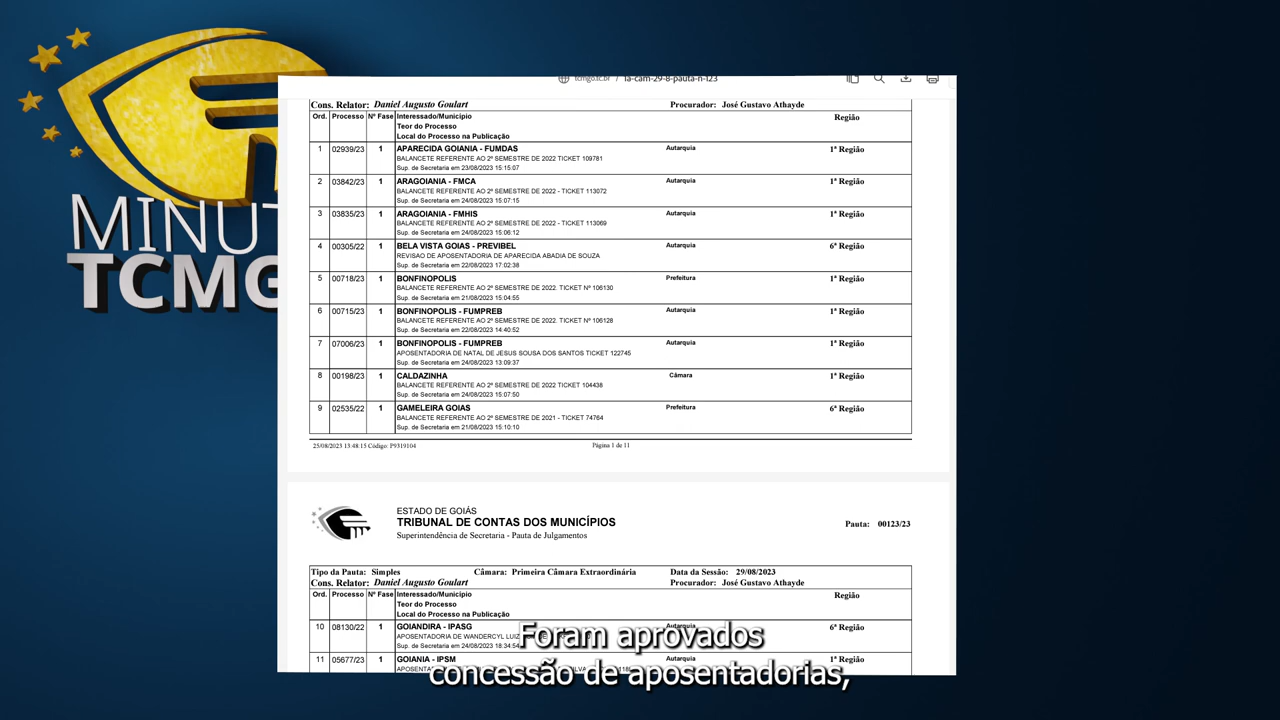 MINUT
TCMG
tcmgo.tc.br / 1a-cam-29-8-pauta-n-123
Cons. Relator: Daniel Augusto Goulart Procurador: José Gustavo Athayde
Ord. Processo Nº Fase Interessado/Município Região
Teor do Processo
Local do Processo na Publicação
1 02939/23 1 APARECIDA GOIANIA - FUMDAS Autarquia 1ª Região
BALANCETE REFERENTE AO 2º SEMESTRE DE 2022 TICKET 109781
Sup. de Secretaria em 23/08/2023 15:15:07
2 03842/23 1 ARAGOIANIA - FMCA Autarquia 1ª Região
BALANCETE REFERENTE AO 2º SEMESTRE DE 2022 - TICKET 113072
Sup. de Secretaria em 24/08/2023 15:07:15
3 03835/23 1 ARAGOIANIA - FMHIS Autarquia 1ª Região
BALANCETE REFERENTE AO 2º SEMESTRE DE 2022 - TICKET 113069
Sup. de Secretaria em 24/08/2023 15:06:12
4 00305/22 1 BELA VISTA GOIAS - PREVIBEL Autarquia 6ª Região
REVISAO DE APOSENTADORIA DE APARECIDA ABADIA DE SOUZA
Sup. de Secretaria em 22/08/2023 17:02:38
5 00718/23 1 BONFINOPOLIS Prefeitura 1ª Região
BALANCETE REFERENTE AO 2º SEMESTRE DE 2022. TICKET Nº 106130
Sup. de Secretaria em 21/08/2023 15:04:55
6 00715/23 1 BONFINOPOLIS - FUMPREB Autarquia 1ª Região
BALANCETE REFERENTE AO 2º SEMESTRE DE 2022. TICKET Nº 106128
Sup. de Secretaria em 22/08/2023 14:40:52
7 07006/23 1 BONFINOPOLIS - FUMPREB Autarquia 1ª Região
APOSENTADORIA DE NATAL DE JESUS SOUSA DOS SANTOS TICKET 122745
Sup. de Secretaria em 24/08/2023 13:09:37
8 00198/23 1 CALDAZINHA Câmara 1ª Região
BALANCETE REFERENTE AO 2º SEMESTRE DE 2022 TICKET 104438
Sup. de Secretaria em 24/08/2023 15:07:50
9 02535/22 1 GAMELEIRA GOIAS Prefeitura 6ª Região
BALANCETE REFERENTE AO 2º SEMESTRE DE 2021 - TICKET 74764
Sup. de Secretaria em 21/08/2023 15:10:10
25/08/2023 13:48:15 Código: P9319104 Página 1 de 11
ESTADO DE GOIÁS
TRIBUNAL DE CONTAS DOS MUNICÍPIOS
Superintendência de Secretaria - Pauta de Julgamentos
Pauta: 00123/23
Tipo da Pauta: Simples Câmara: Primeira Câmara Extraordinária Data da Sessão: 29/08/2023
Cons. Relator: Daniel Augusto Goulart Procurador: José Gustavo Athayde
Ord. Processo Nº Fase Interessado/Município Região
Teor do Processo
Local do Processo na Publicação
10 08130/22 1 GOIANDIRA - IPASG Autarquia 6ª Região
APOSENTADORIA DE WANDERCYL LUIZ
Sup. de Secretaria em 24/08/2023 18:34:54
11 05677/23 1 GOIANIA - IPSM Autarquia 1ª Região
Foram aprovados
concessão de aposentadorias,